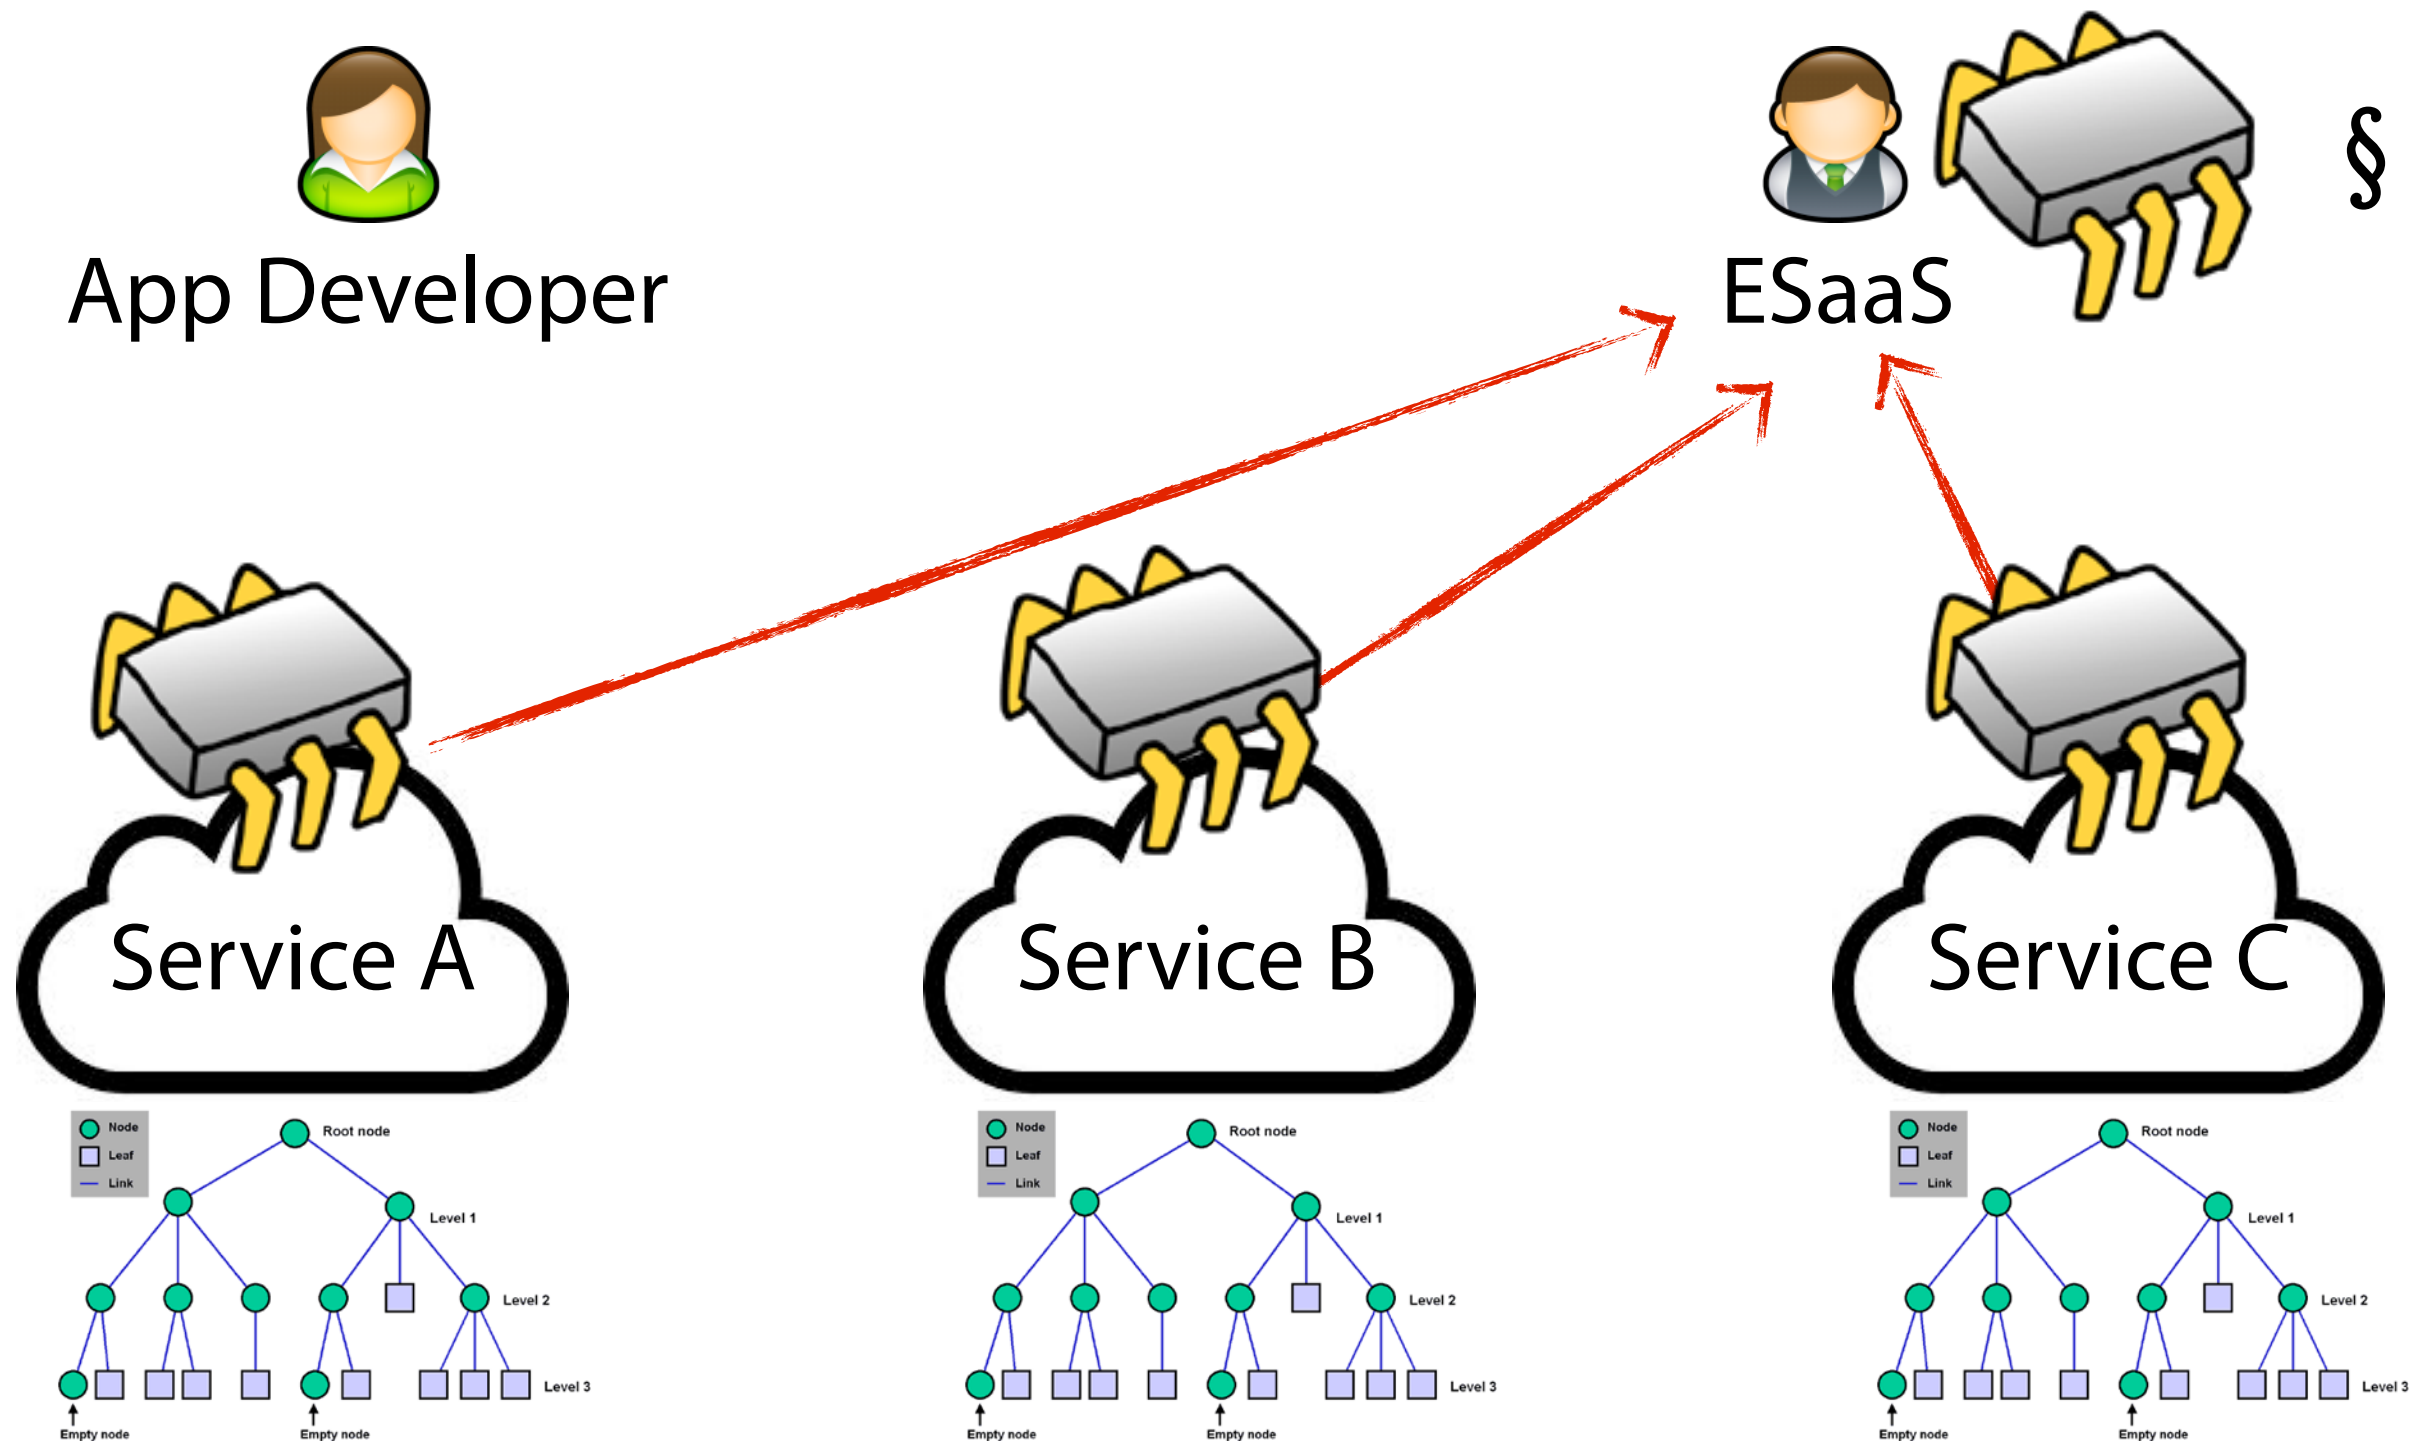 §
App Developer
ESaaS
Service A
Service B
Service C
Node
Leaf
Link
Root node
Level 1
Level 2
Level 3
Empty node
Empty node
Node
Leaf
Link
Root node
Level 1
Level 2
Level 3
Empty node
Empty node
Node
Leaf
Link
Root node
Level 1
Level 2
Level 3
Empty node
Empty node